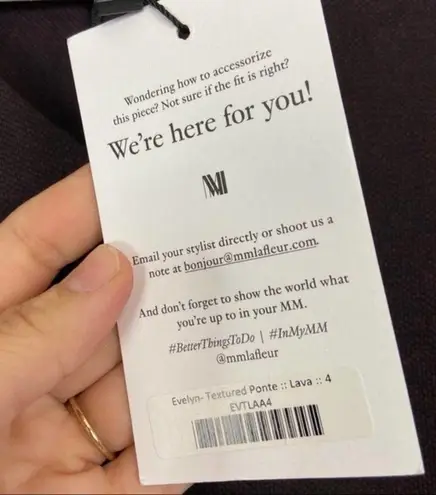 Wondering how to accessorize
this piece? Not sure if the fit is right?
We're here for you!
MM
Email your stylist directly or shoot us a
note at bonjour@mmlafleur.com.
And don't forget to show the world what
you're up to in your MM.
#BetterThingsToDo | #InMyMM
@mmlafleur
Evelyn- Textured Ponte :: Lava :: 4
EVTLAA4